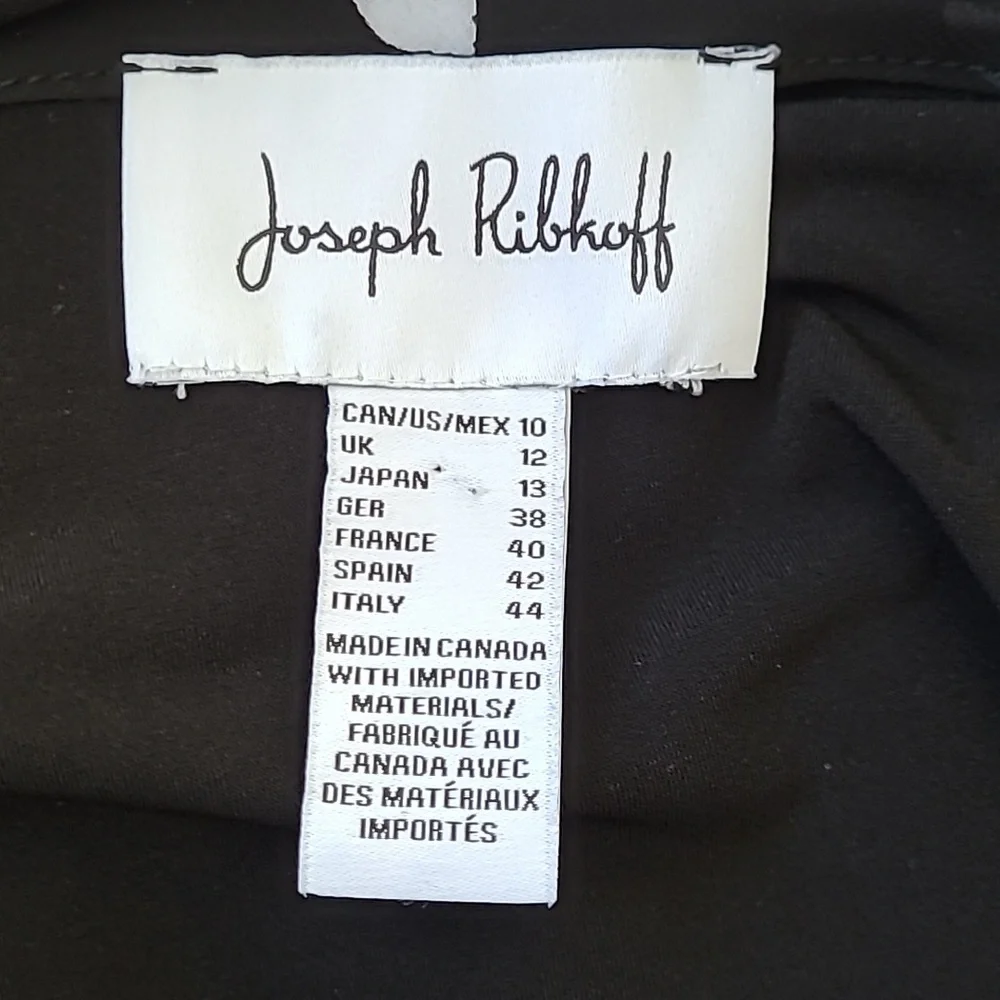 Joseph Ribkoff
CAN/US/MEX 10
UK 12
JAPAN 13
GER 38
FRANCE 40
SPAIN 42
ITALY 44
MADE IN CANADA
WITH IMPORTED
MATERIALS/
FABRIQUÉ AU
CANADA AVEC
DES MATÉRIAUX
IMPORTÉS